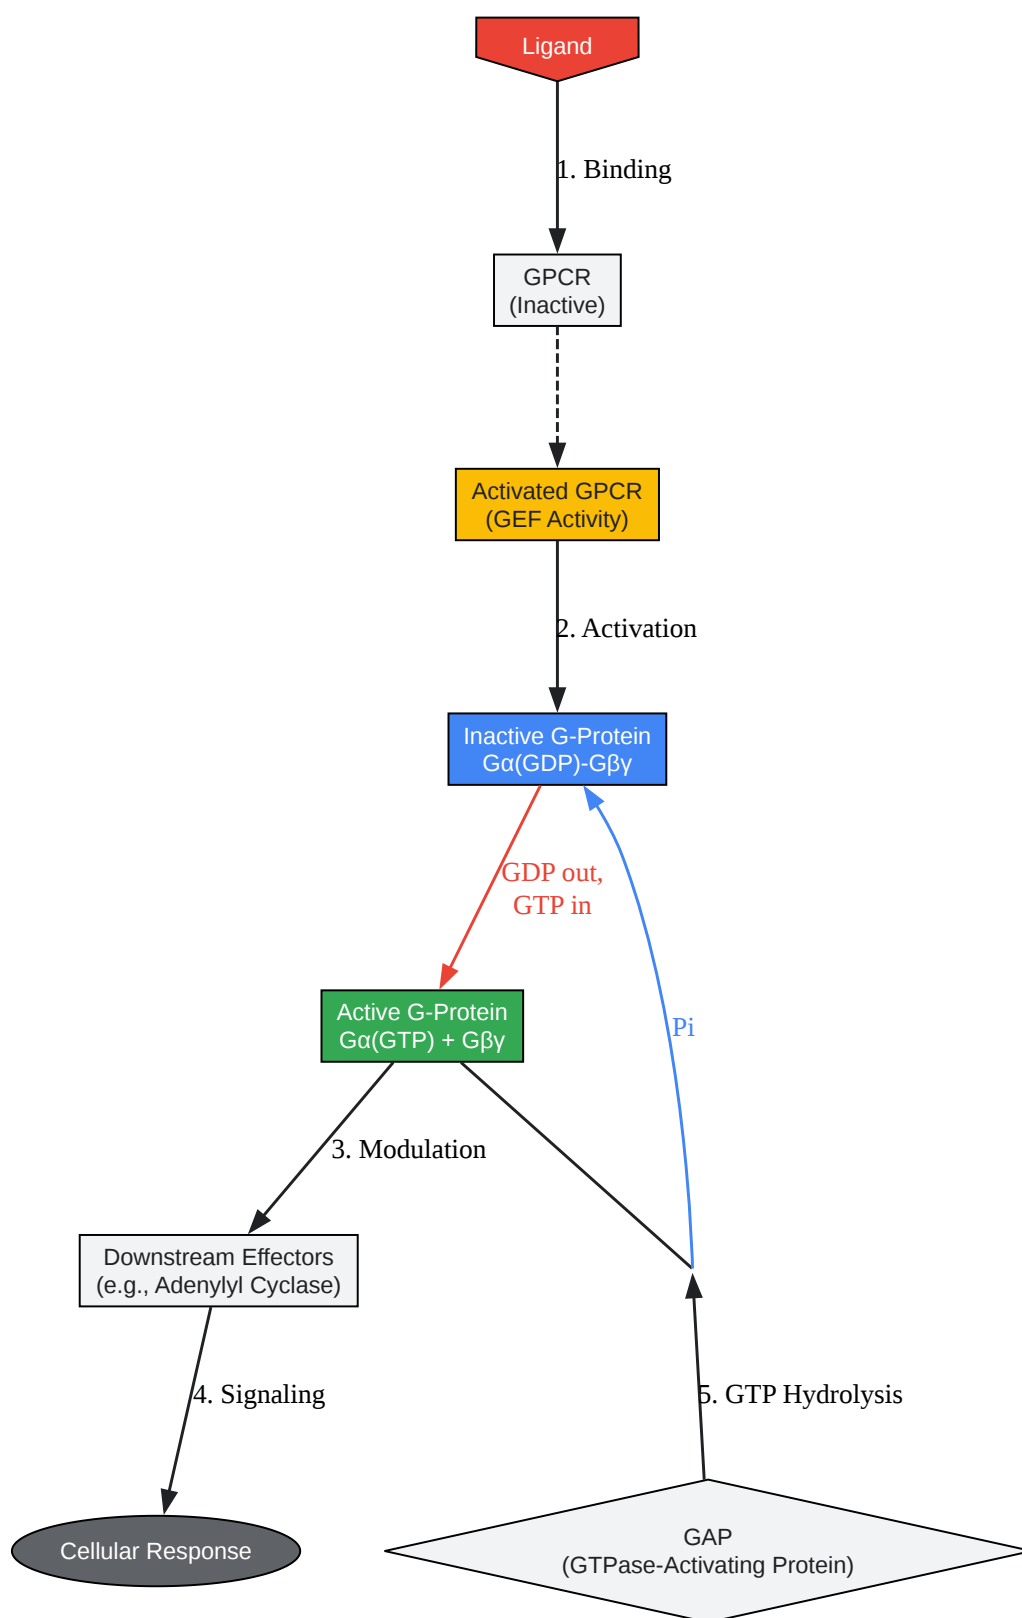 Ligand
1. Binding
GPCR
(Inactive)
Activated GPCR
(GEF Activity)
2. Activation
Inactive G-Protein
Gα(GDP)-Gβγ
GDP out,
GTP in
Active G-Protein
Gα(GTP) + Gβγ
Pi
3. Modulation
Downstream Effectors
(e.g., Adenylyl Cyclase)
4. Signaling
5. GTP Hydrolysis
Cellular Response
GAP
(GTPase-Activating Protein)